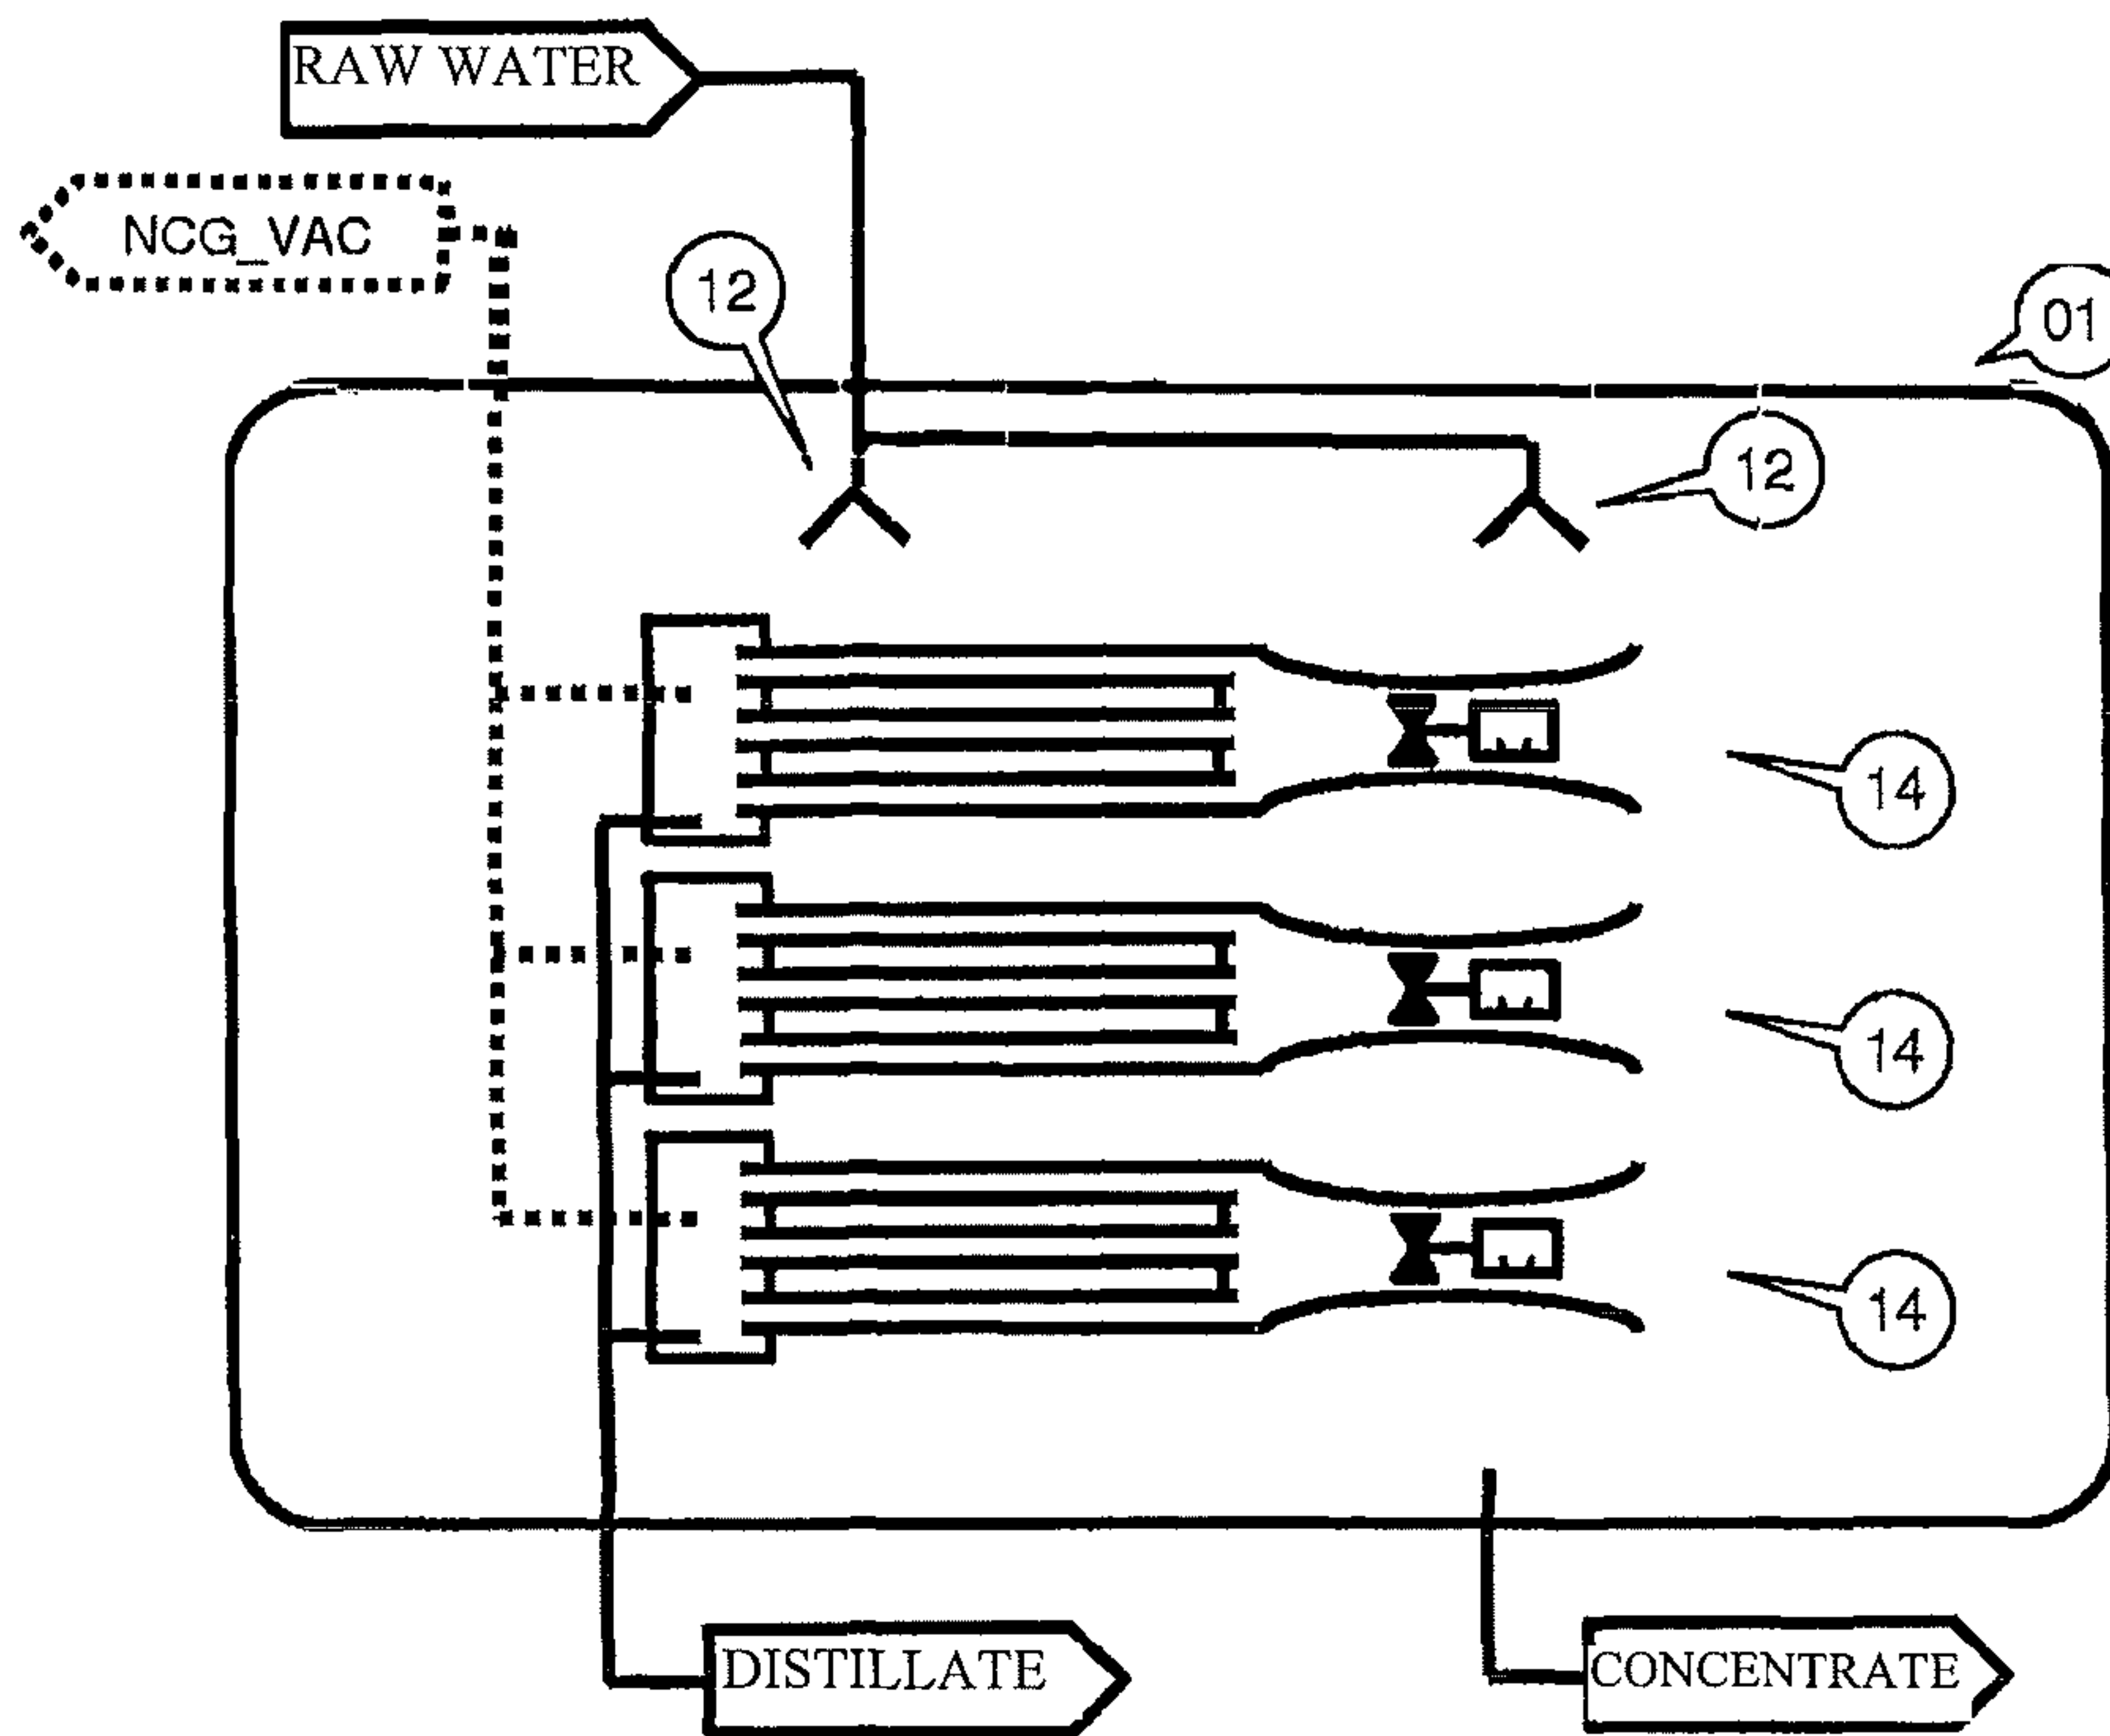 RAW WATER
NCG_VAC
12
01
12
14
14
14
DISTILLATE
CONCENTRATE